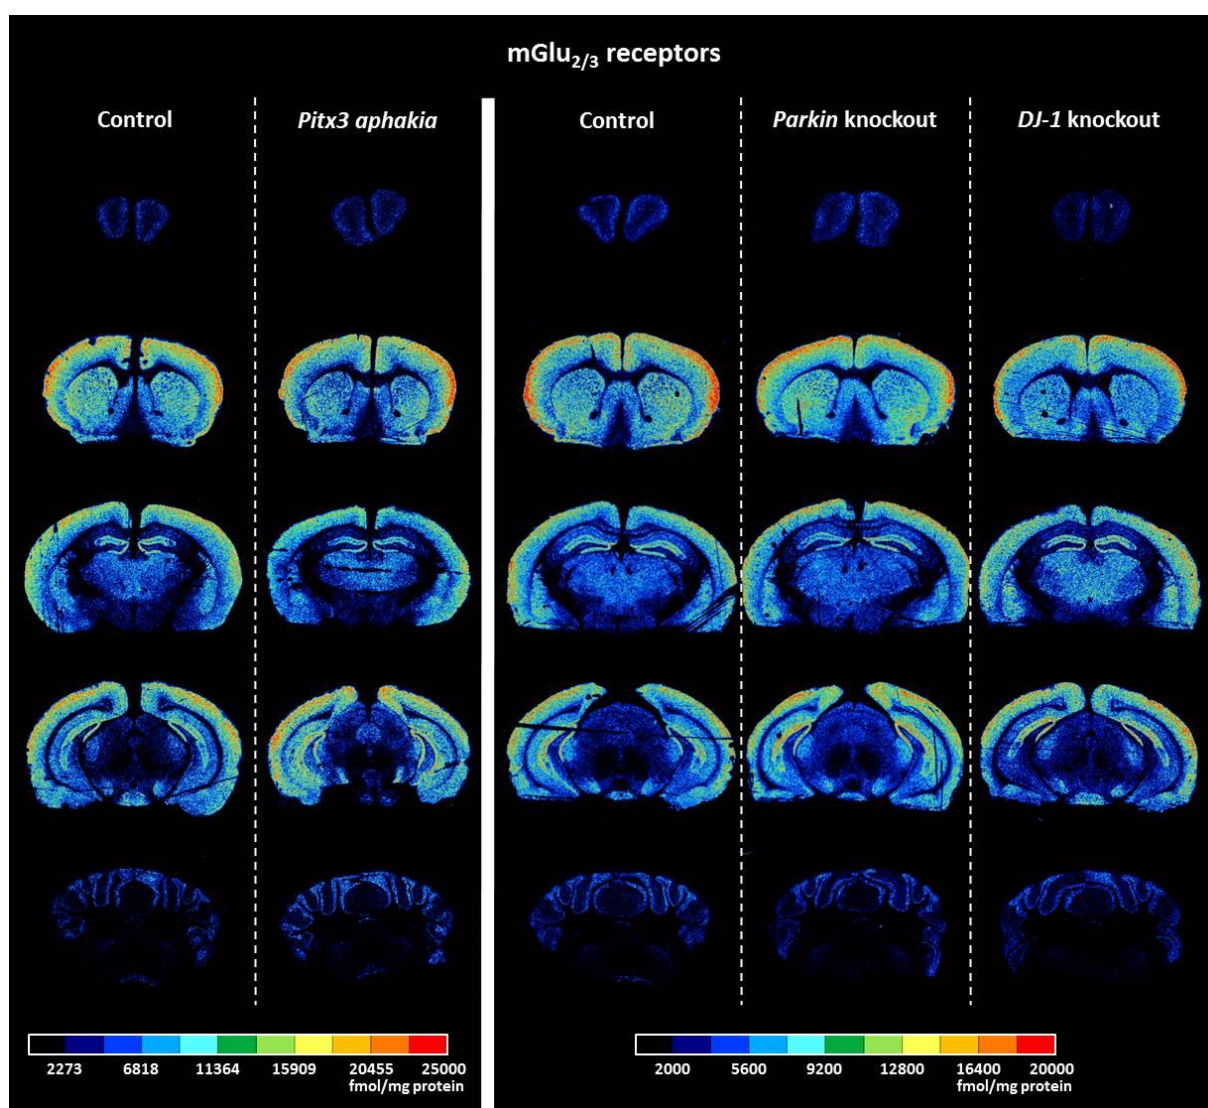 mGlu2/3 receptors
Control
Pitx3 aphakia
Control
Parkin knockout
DJ-1 knockout
2273 6818 11364 15909 20455 25000
fmol/mg protein
2000 5600 9200 12800 16400 20000
fmol/mg protein